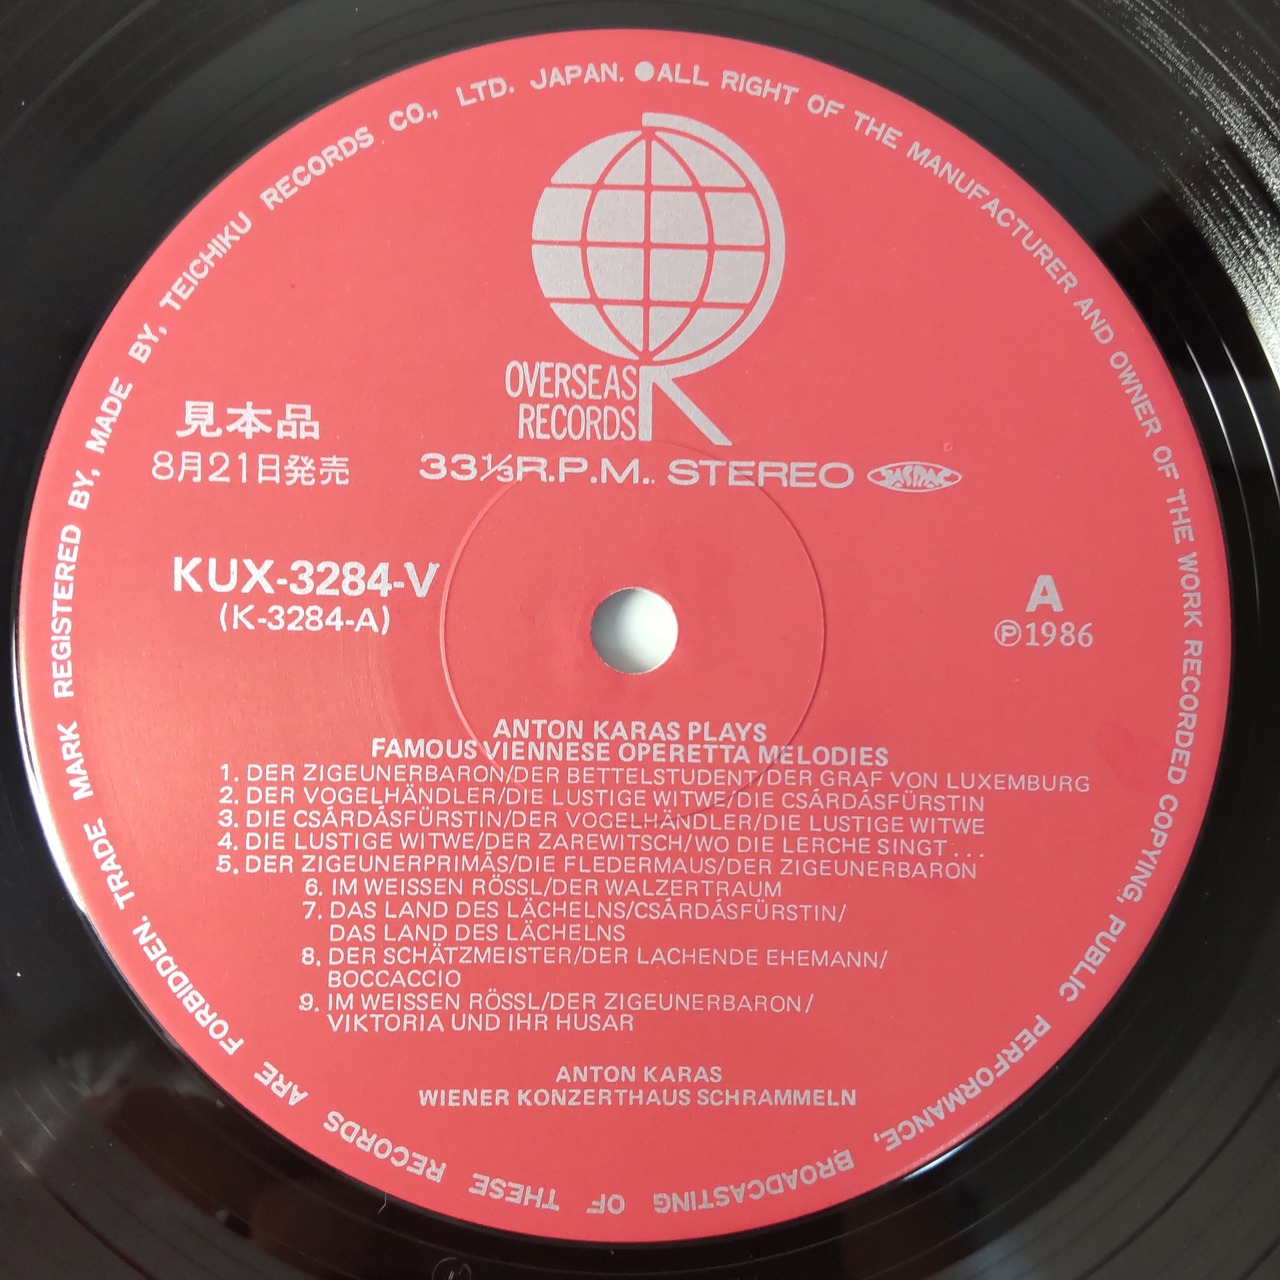 MARK REGISTERED BY, MADE BY, TEICHIKU RECORDS CO., LTD. JAPAN. ●ALL RIGHT OF THE MANUFACTURER AND OWNER OF THE WORK RECORDED COPYING, PUBLIC PERFORMANCE, BROADCASTING OF THESE RECORDS ARE FORBIDDEN, TRADE
OVERSEAS
RECORDS
R
見本品
8月21日発売
33⅓R.P.M. STEREO JASRAC
KUX-3284-V
(K-3284-A)
A
Ⓟ1986
ANTON KARAS PLAYS
FAMOUS VIENNESE OPERETTA MELODIES
1. DER ZIGEUNERBARON/DER BETTELSTUDENT/DER GRAF VON LUXEMBURG
2. DER VOGELHÄNDLER/DIE LUSTIGE WITWE/DIE CSÁRDÁSFÜRSTIN
3. DIE CSÁRDÁSFÜRSTIN/DER VOGELHÄNDLER/DIE LUSTIGE WITWE
4. DIE LUSTIGE WITWE/DER ZAREWITSCH/WO DIE LERCHE SINGT...
5. DER ZIGEUNERPRIMÁS/DIE FLEDERMAUS/DER ZIGEUNERBARON
6. IM WEISSEN RÖSSL/DER WALZERTRAUM
7. DAS LAND DES LÄCHELNS/CSÁRDÁSFÜRSTIN/
DAS LAND DES LÄCHELNS
8. DER SCHÄTZMEISTER/DER LACHENDE EHEMANN/
BOCCACCIO
9. IM WEISSEN RÖSSL/DER ZIGEUNERBARON/
VIKTORIA UND IHR HUSAR
ANTON KARAS
WIENER KONZERTHAUS SCHRAMMELN